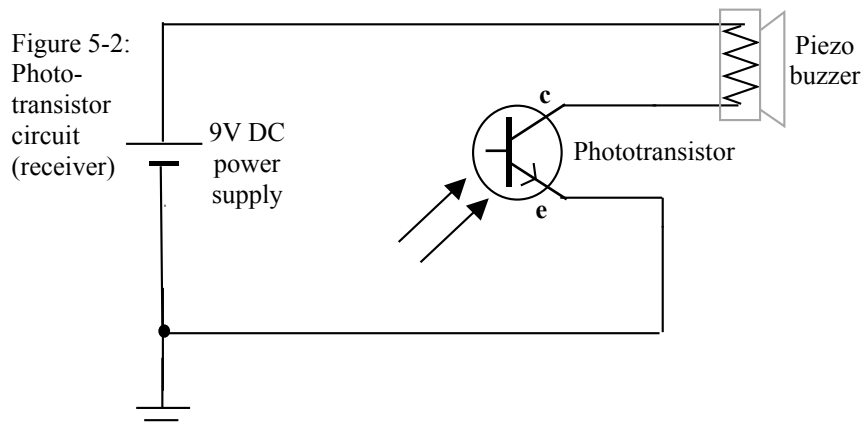 Figure 5-2:
Photo-
transistor
circuit
(receiver)
9V DC
power
supply
c
e
Phototransistor
Piezo
buzzer